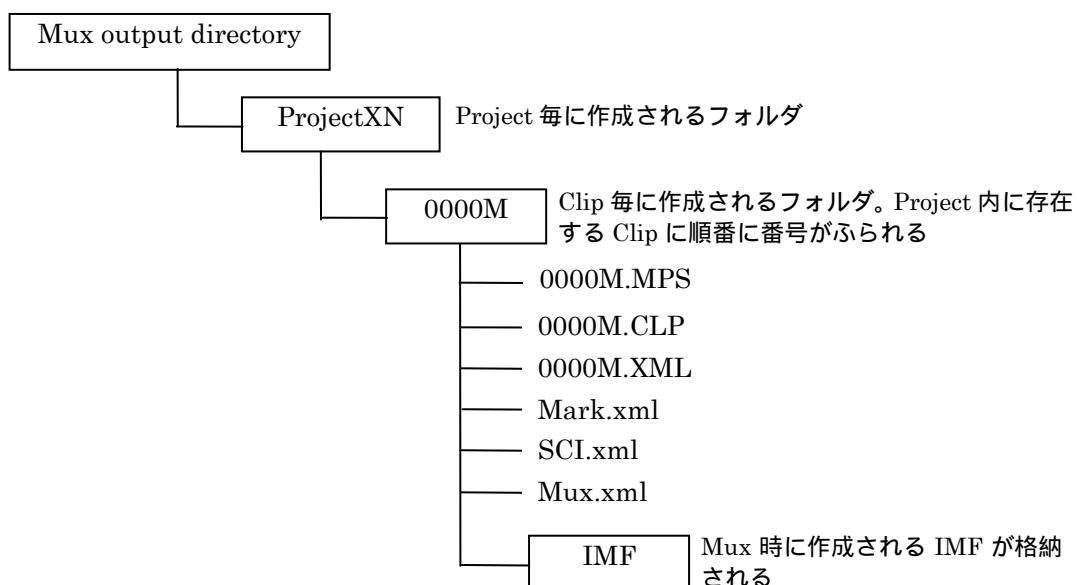 Mux output directory
ProjectXN
Project 毎に作成されるフォルダ
0000M
Clip 毎に作成されるフォルダ。Project 内に存在
する Clip に順番に番号がふられる
0000M.MPS
0000M.CLP
0000M.XML
Mark.xml
SCI.xml
Mux.xml
IMF
Mux 時に作成される IMF が格納
される